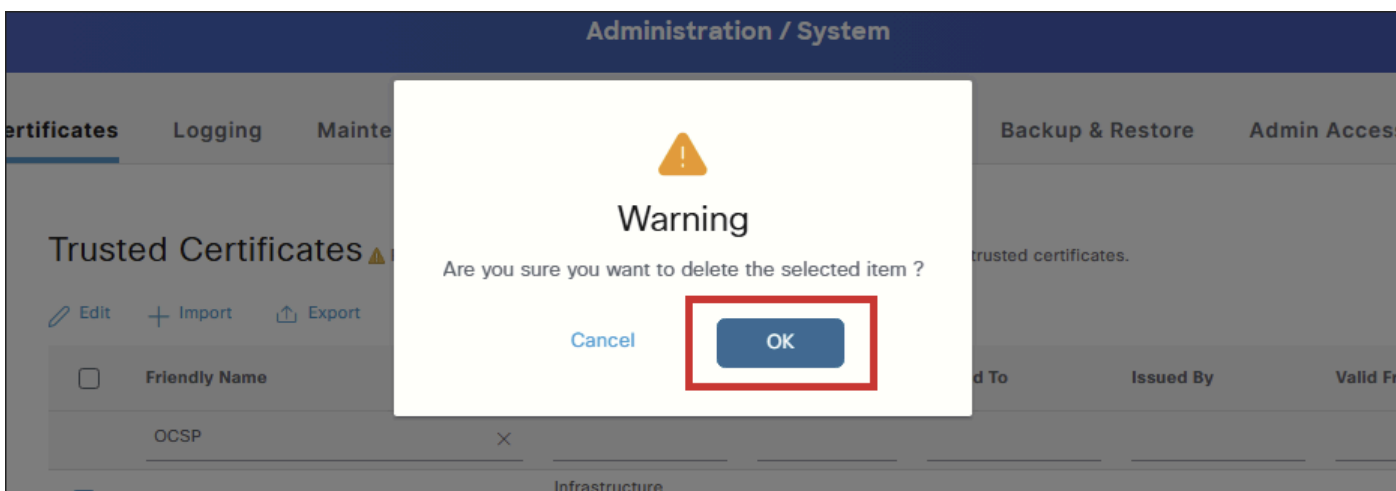 Administration / System
ertificates Logging Mainte Backup & Restore Admin Acces
Warning
Trusted Certificates trusted certificates.
Are you sure you want to delete the selected item ?
Edit Import Export
Cancel OK
Friendly Name d To Issued By Valid Fr
OCSP
Infrastructure